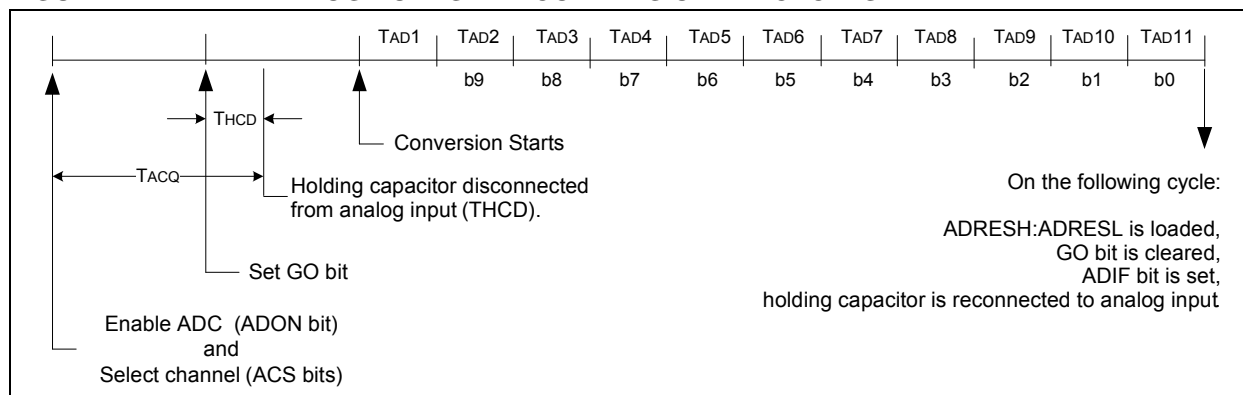 TAD1 TAD2 TAD3 TAD4 TAD5 TAD6 TAD7 TAD8 TAD9 TAD10 TAD11
b9 b8 b7 b6 b5 b4 b3 b2 b1 b0
THCD
Conversion Starts
TACQ
Holding capacitor disconnected
from analog input (THCD).
On the following cycle:
ADRESH:ADRESL is loaded,
GO bit is cleared,
ADIF bit is set,
holding capacitor is reconnected to analog input
Set GO bit
Enable ADC (ADON bit)
and
Select channel (ACS bits)